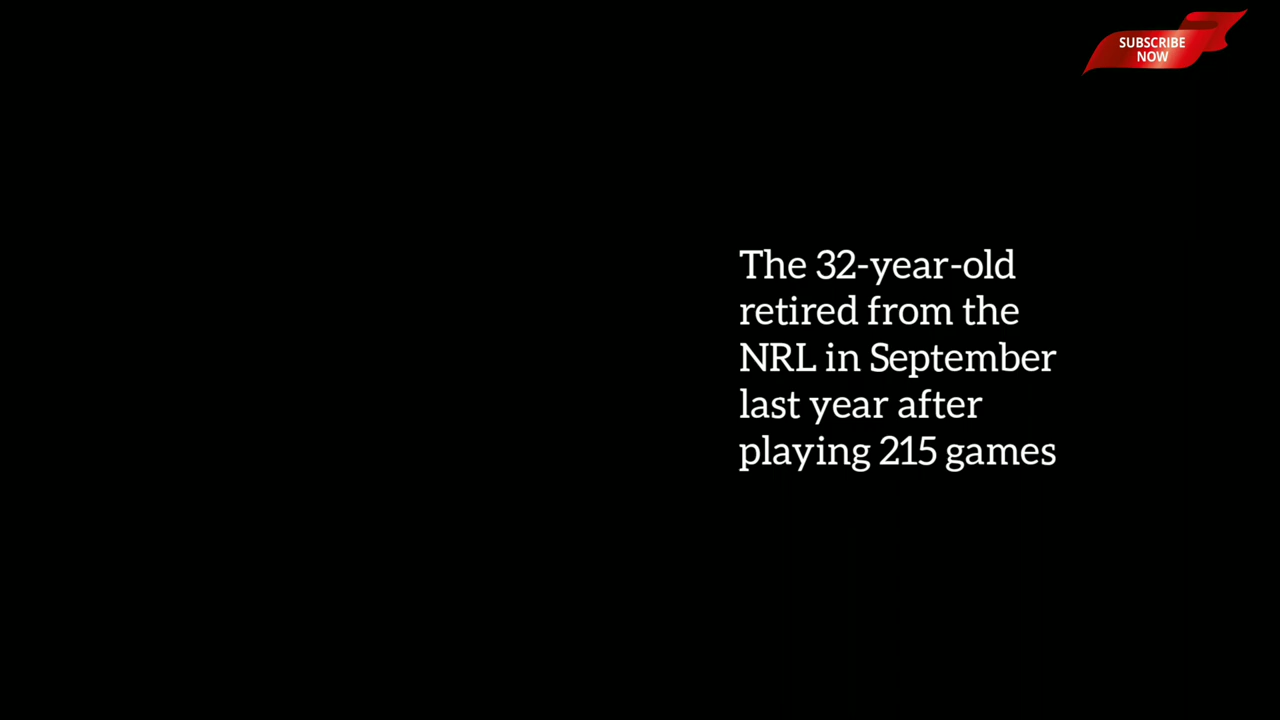 SUBSCRIBE
NOW
The 32-year-old
retired from the
NRL in September
last year after
playing 215 games